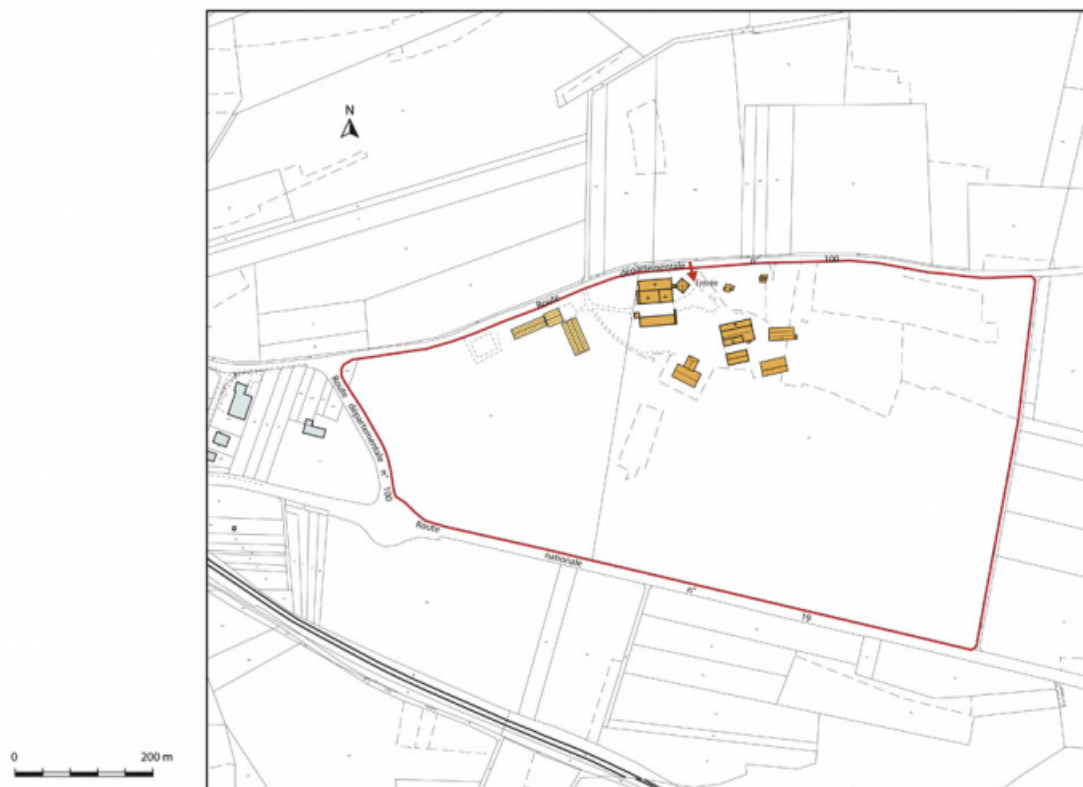 N
Route départementale n° 100
Entrée
Route départementale n° 100
Route nationale n° 19
0 200 m